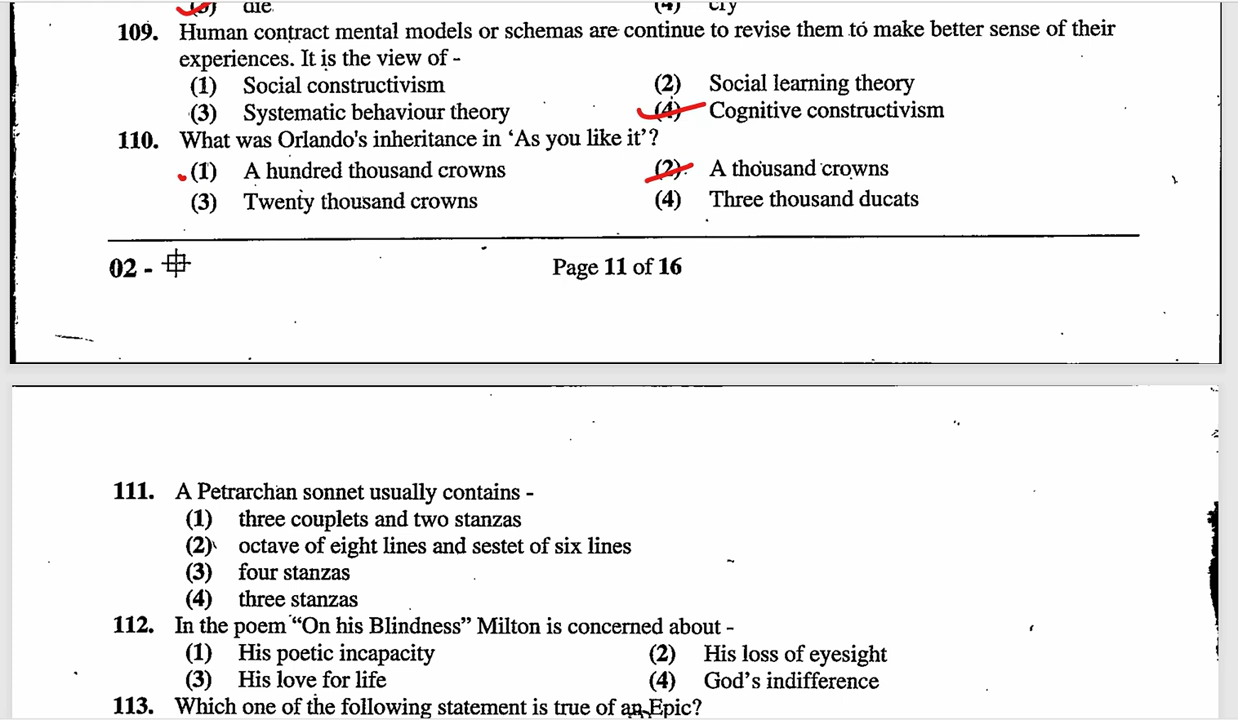 (3) die (4) cry
109. Human contract mental models or schemas are continue to revise them to make better sense of their
experiences. It is the view of -
(1) Social constructivism (2) Social learning theory
(3) Systematic behaviour theory (4) Cognitive constructivism
110. What was Orlando's inheritance in ‘As you like it’?
(1) A hundred thousand crowns (2) A thousand crowns
(3) Twenty thousand crowns (4) Three thousand ducats
02 - Page 11 of 16
111. A Petrarchan sonnet usually contains -
(1) three couplets and two stanzas
(2) octave of eight lines and sestet of six lines
(3) four stanzas
(4) three stanzas
112. In the poem “On his Blindness” Milton is concerned about -
(1) His poetic incapacity (2) His loss of eyesight
(3) His love for life (4) God's indifference
113. Which one of the following statement is true of an Epic?